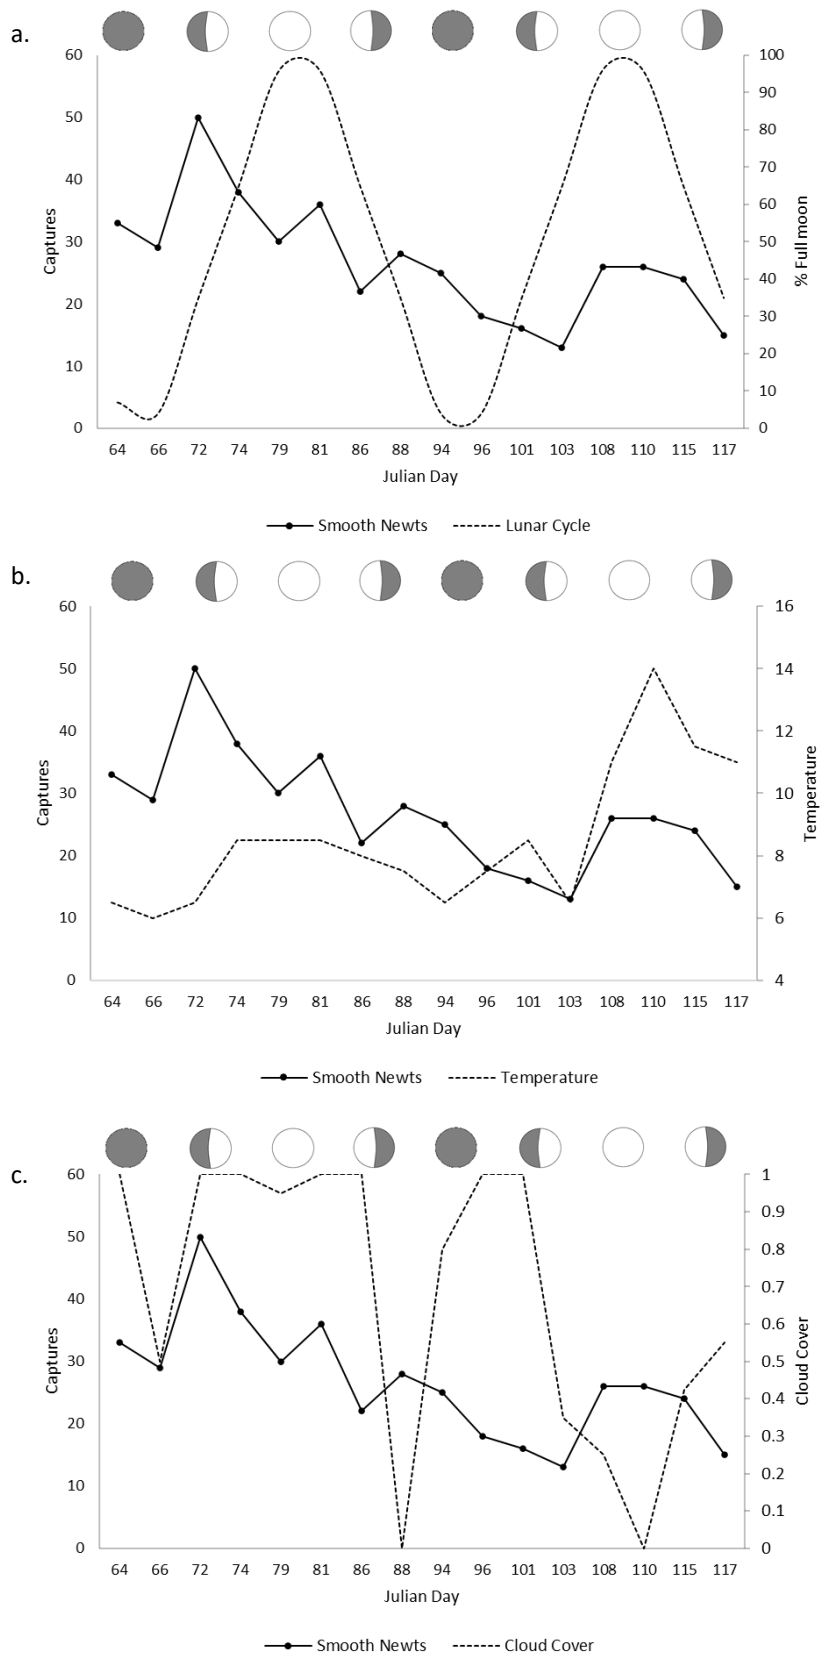 a.
60 100
50 90
40 80
30 70
20 60
10 50
0 40
30
20
10
0
Captures
% Full moon
64 66 72 74 79 81 86 88 94 96 101 103 108 110 115 117
Julian Day
Smooth Newts Lunar Cycle
b.
60 16
50 14
40 12
30 10
20 8
10 6
0 4
Captures
Temperature
64 66 72 74 79 81 86 88 94 96 101 103 108 110 115 117
Julian Day
Smooth Newts Temperature
c.
60 1
50 0.9
40 0.8
30 0.7
20 0.6
10 0.5
0 0.4
0.3
0.2
0.1
0
Captures
Cloud Cover
64 66 72 74 79 81 86 88 94 96 101 103 108 110 115 117
Julian Day
Smooth Newts Cloud Cover